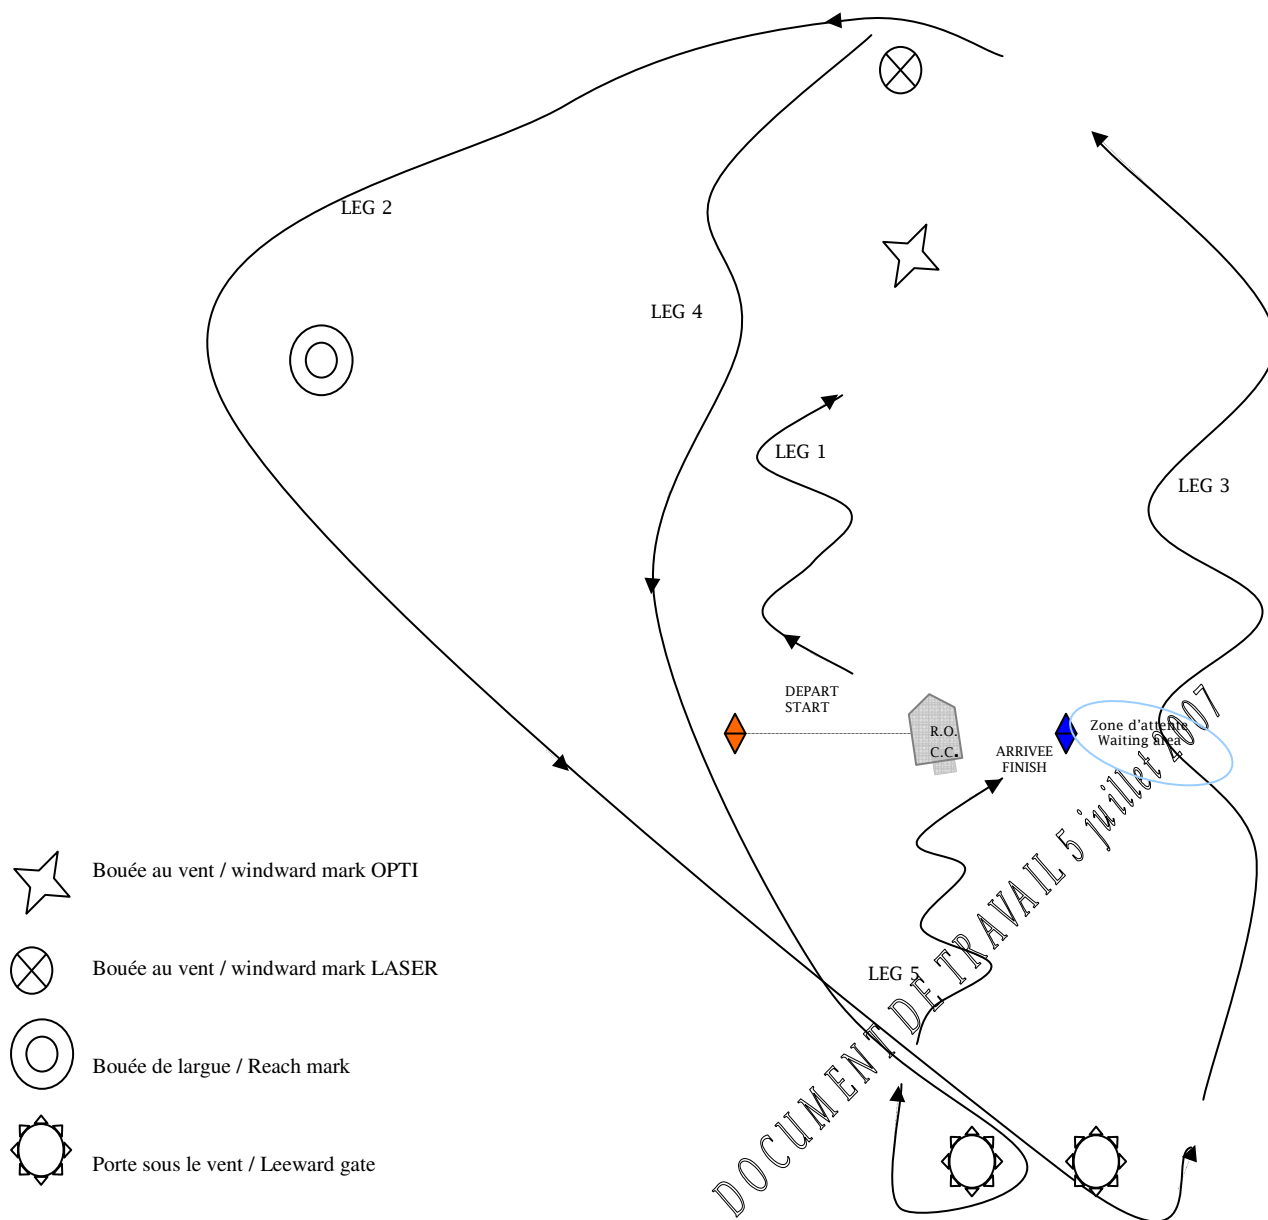 LEG 2
LEG 4
LEG 1
LEG 3
DEPART
START
R.O.
C.C.
ARRIVEE
FINISH
Zone d'attente
Waiting area
LEG 5
DOCUMENT DE TRAVAIL 5 juillet 2007
Bouée au vent / windward mark OPTI
Bouée au vent / windward mark LASER
Bouée de largue / Reach mark
Porte sous le vent / Leeward gate